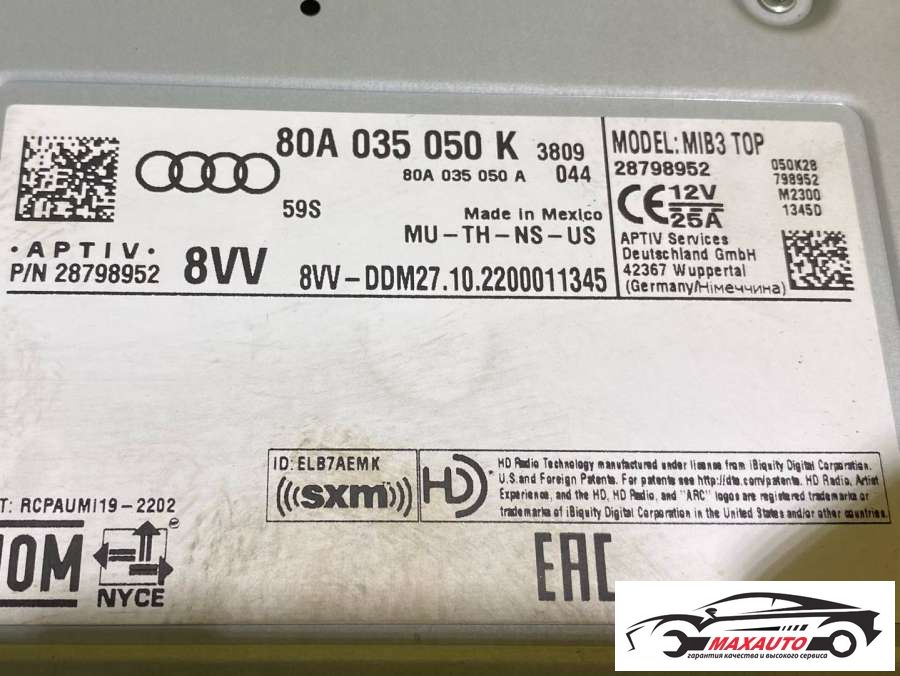 80A 035 050 K 3809
80A 035 050 A 044
59S
Made in Mexico
MU-TH-NS-US
·APTIV·
P/N 28798952
8VV
8VV-DDM27.10.2200011345
MODEL: MIB3 TOP
28798952
050K28
798952
M2300
1345D
CE 12V
25A
APTIV Services
Deutschland GmbH
42367 Wuppertal
(Germany/Німеччина)
ID: ELB7AEMK
((((sxm))))
HD
HD Radio Technology manufactured under license from iBiquity Digital Corporation.
U.S. and Foreign Patents. For patents see http://dts.com/patents. HD Radio, Artist
Experience, and the HD, HD Radio, and "ARC" logos are registered trademarks or
trademarks of iBiquity Digital Corporation in the United States and/or other countries.
T: RCPAUMI19-2202
OM
NYCE
EAC
MAXAUTO
гарантия качества и высокого сервиса